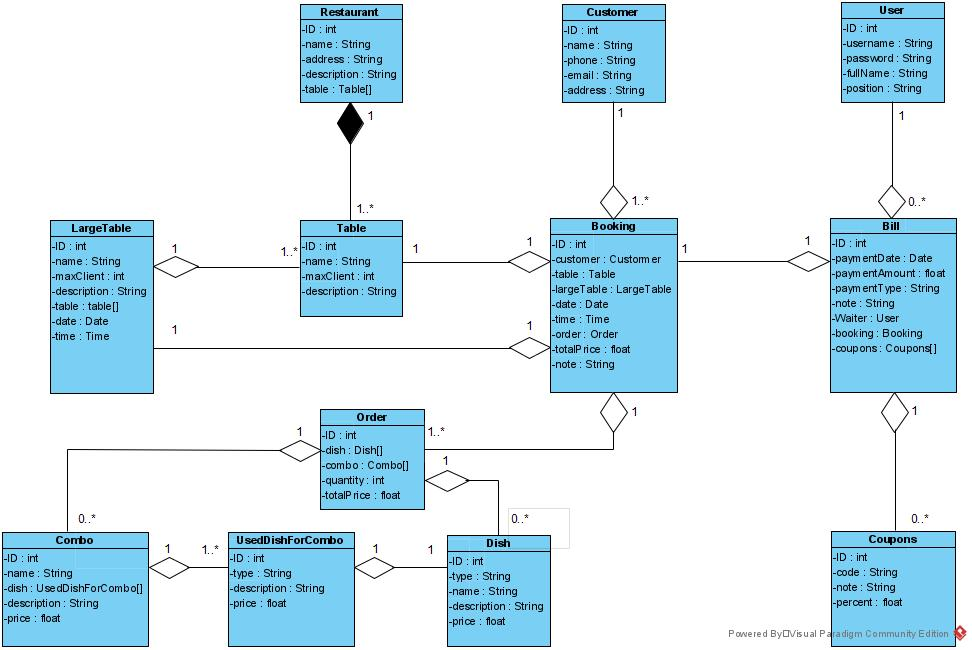 Restaurant
-ID : int
-name : String
-address : String
-description : String
-table : Table[]
1
1..*
Customer
-ID : int
-name : String
-phone : String
-email : String
-address : String
1
1..*
User
-ID : int
-username : String
-password : String
-fullName : String
-position : String
1
0..*
LargeTable
-ID : int
-name : String
-maxClient : int
-description : String
-table : table[]
-date : Date
-time : Time
1
1..*
1
1
Table
-ID : int
-name : String
-maxClient : int
-description : String
1
1
Booking
-ID : int
-customer : Customer
-table : Table
-largeTable : LargeTable
-date : Date
-time : Time
-order : Order
-totalPrice : float
-note : String
1
1
Bill
-ID : int
-paymentDate : Date
-paymentAmount : float
-paymentType : String
-note : String
-Waiter : User
-booking : Booking
-coupons : Coupons[]
1
0..*
1
1..*
Order
-ID : int
-dish : Dish[]
-combo : Combo[]
-quantity : int
-totalPrice : float
1
0..*
1
0..*
Combo
-ID : int
-name : String
-dish : UsedDishForCombo[]
-description : String
-price : float
1
1..*
UsedDishForCombo
-ID : int
-type : String
-description : String
-price : float
1
1
Dish
-ID : int
-type : String
-name : String
-description : String
-price : float
Coupons
-ID : int
-code : String
-note : String
-percent : float
Powered By Visual Paradigm Community Edition